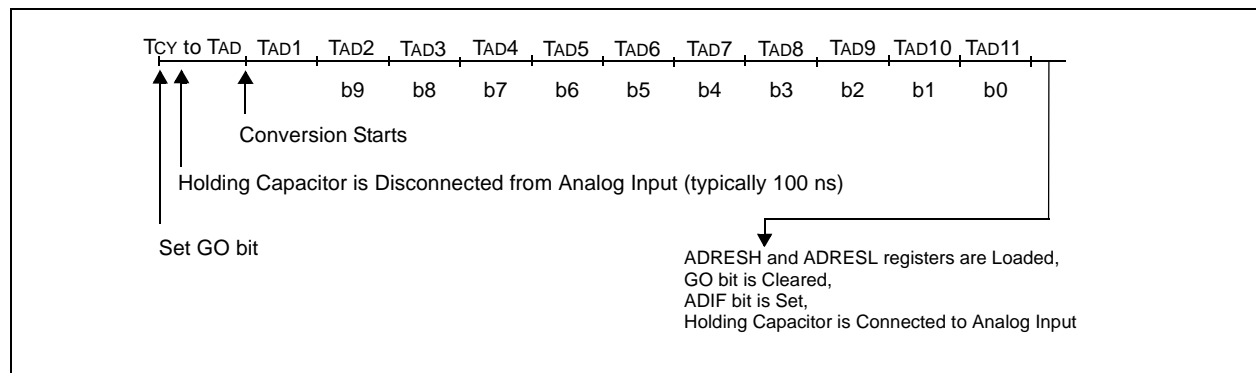 TCY to TAD TAD1 TAD2 TAD3 TAD4 TAD5 TAD6 TAD7 TAD8 TAD9 TAD10 TAD11
b9 b8 b7 b6 b5 b4 b3 b2 b1 b0
Conversion Starts
Holding Capacitor is Disconnected from Analog Input (typically 100 ns)
Set GO bit
ADRESH and ADRESL registers are Loaded,
GO bit is Cleared,
ADIF bit is Set,
Holding Capacitor is Connected to Analog Input